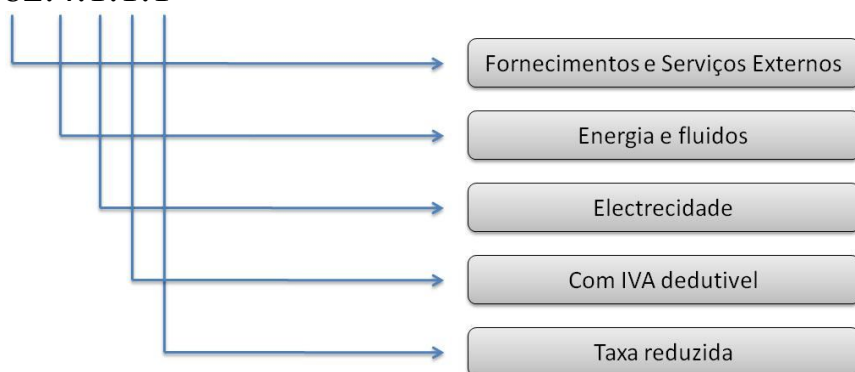 Fornecimentos e Serviços Externos
Energia e fluidos
Electrecidade
Com IVA dedutivel
Taxa reduzida